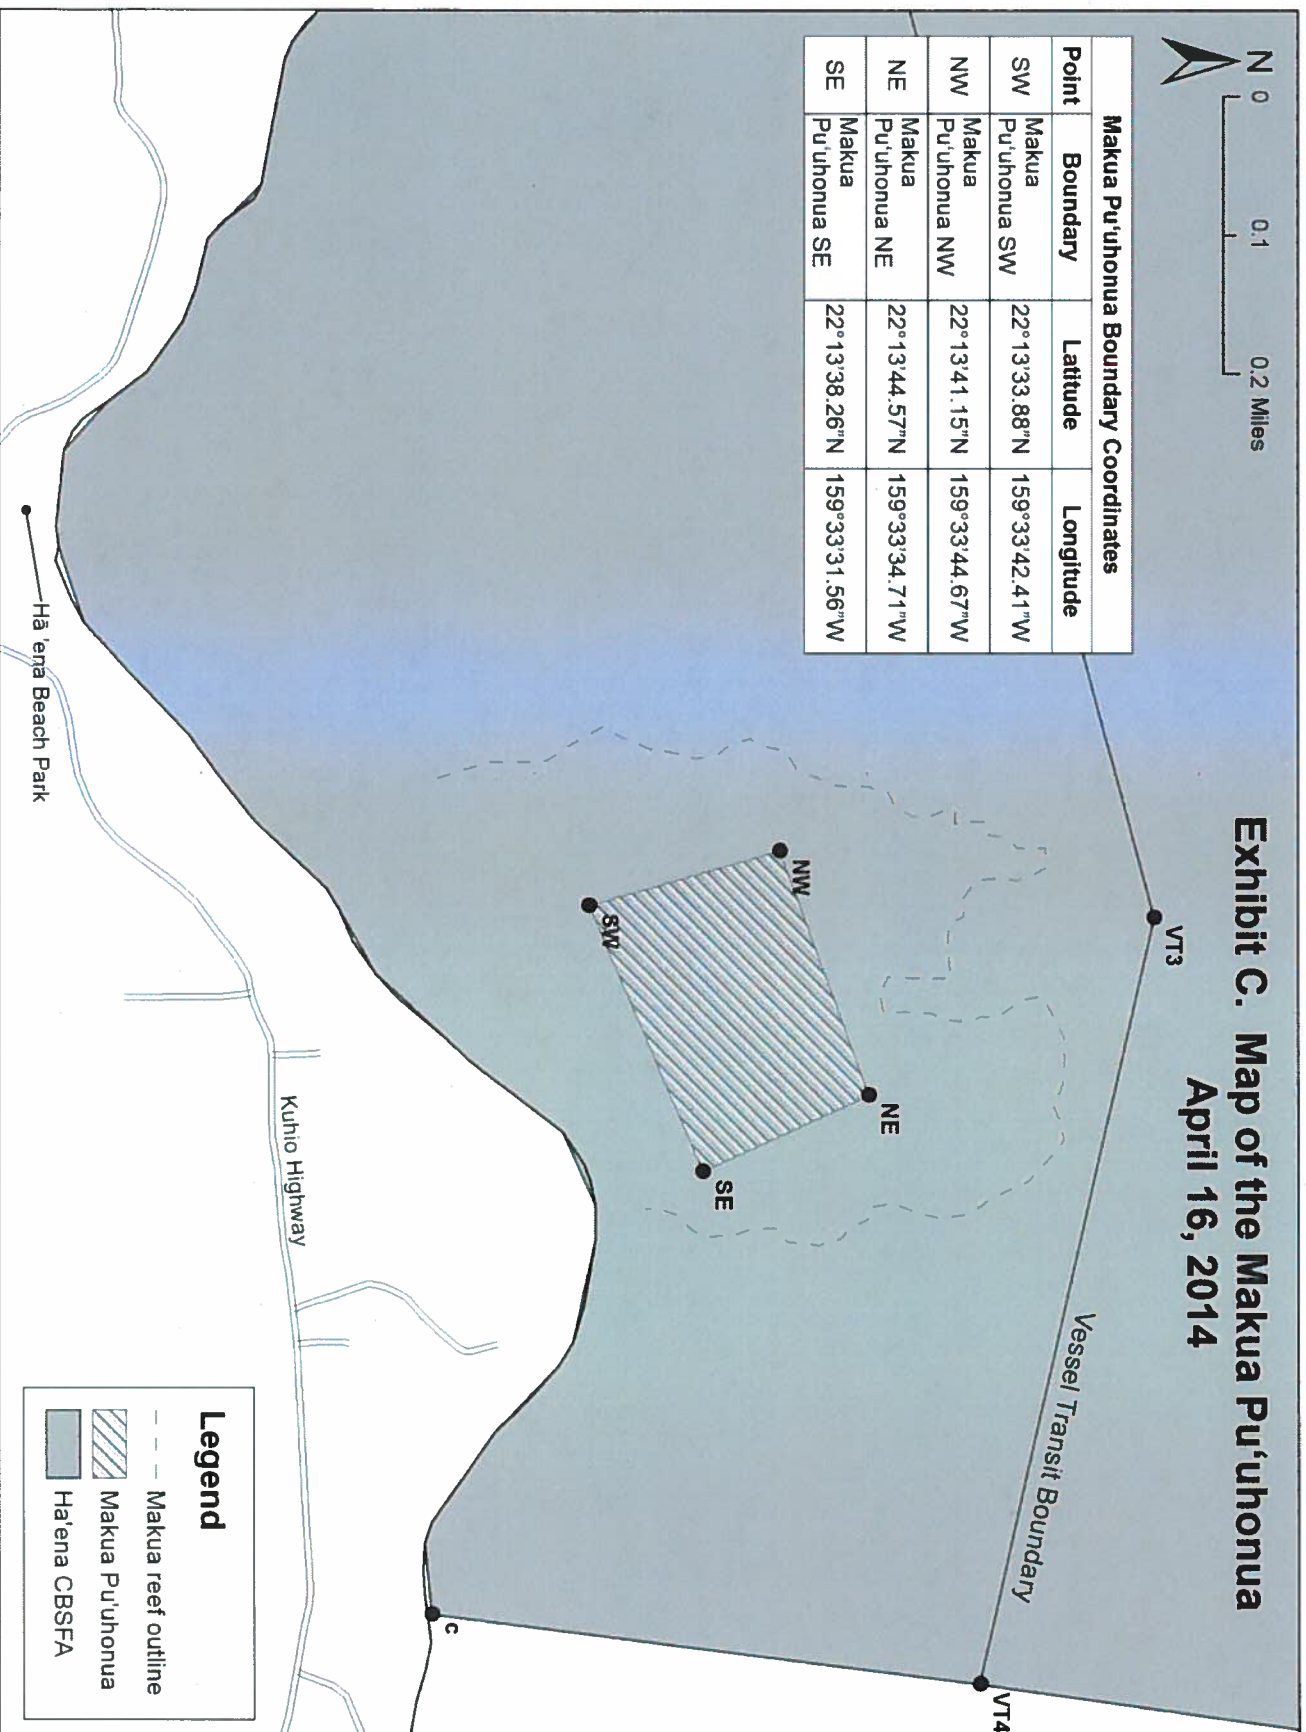 Exhibit C. Map of the Makua Pu‘uhonua
April 16, 2014
N
0 0.1 0.2 Miles
Makua Pu‘uhonua Boundary Coordinates
Point Boundary Latitude Longitude
SW Makua Pu‘uhonua SW 22°13'33.88"N 159°33'42.41"W
NW Makua Pu‘uhonua NW 22°13'41.15"N 159°33'44.67"W
NE Makua Pu‘uhonua NE 22°13'44.57"N 159°33'34.71"W
SE Makua Pu‘uhonua SE 22°13'38.26"N 159°33'31.56"W
VT3
Vessel Transit Boundary
VT4
NW
NE
SW
SE
c
Kuhio Highway
Hā 'ena Beach Park
Legend
Makua reef outline
Makua Pu'uhonua
Ha'ena CBSFA